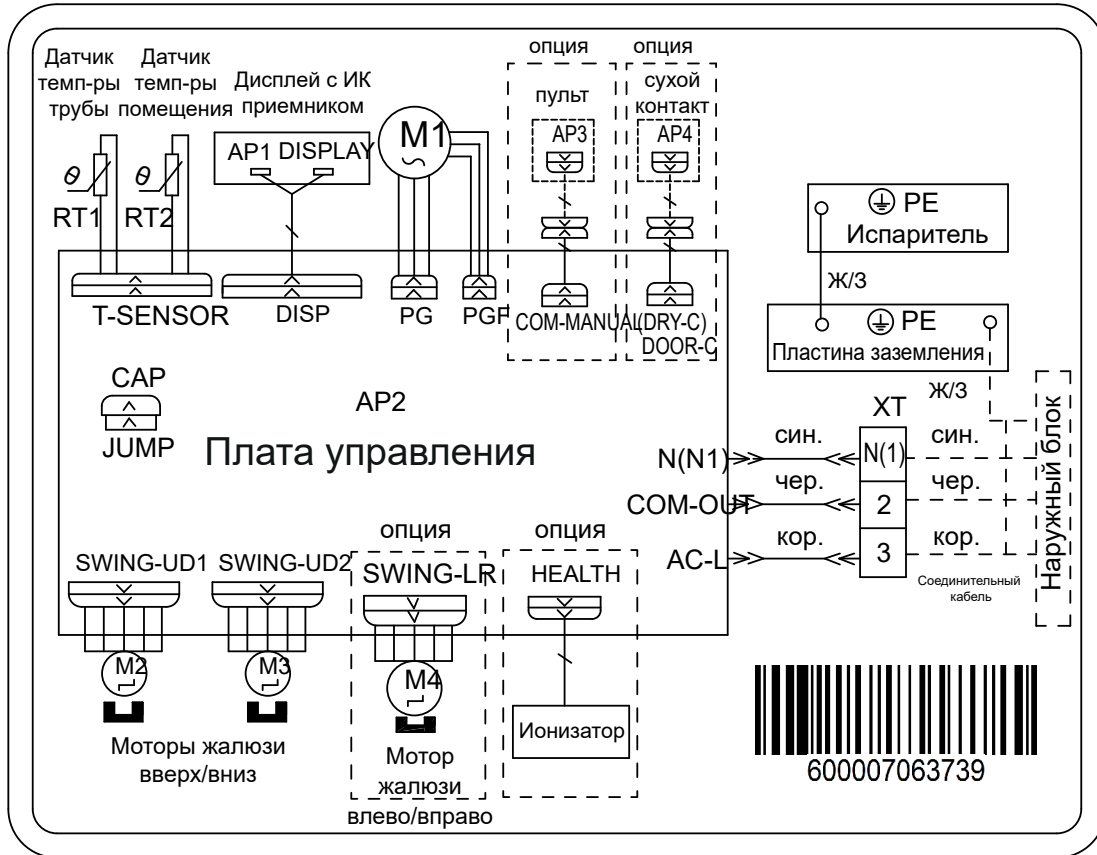 опция
опция
Датчик
темп-ры
трубы
Датчик
темп-ры
помещения
Дисплей с ИК
приемником
пульт
сухой
контакт
AP1 DISPLAY
M1
AP3
AP4
θ
RT1
θ
RT2
PE
Испаритель
Ж/З
T-SENSOR
DISP
PG
PGF
COM-MANUAL
(DRY-C)
DOOR-C
PE
Пластина заземления
Ж/З
CAP
JUMP
AP2
Плата управления
XT
N(N1)
син.
N(1)
син.
COM-OUT
чер.
2
чер.
AC-L
кор.
3
кор.
Соединительный
кабель
Наружный блок
опция
опция
SWING-UD1
SWING-UD2
SWING-LR
HEALTH
M2
M3
M4
Ионизатор
Моторы жалюзи
вверх/вниз
Мотор
жалюзи
влево/вправо
600007063739